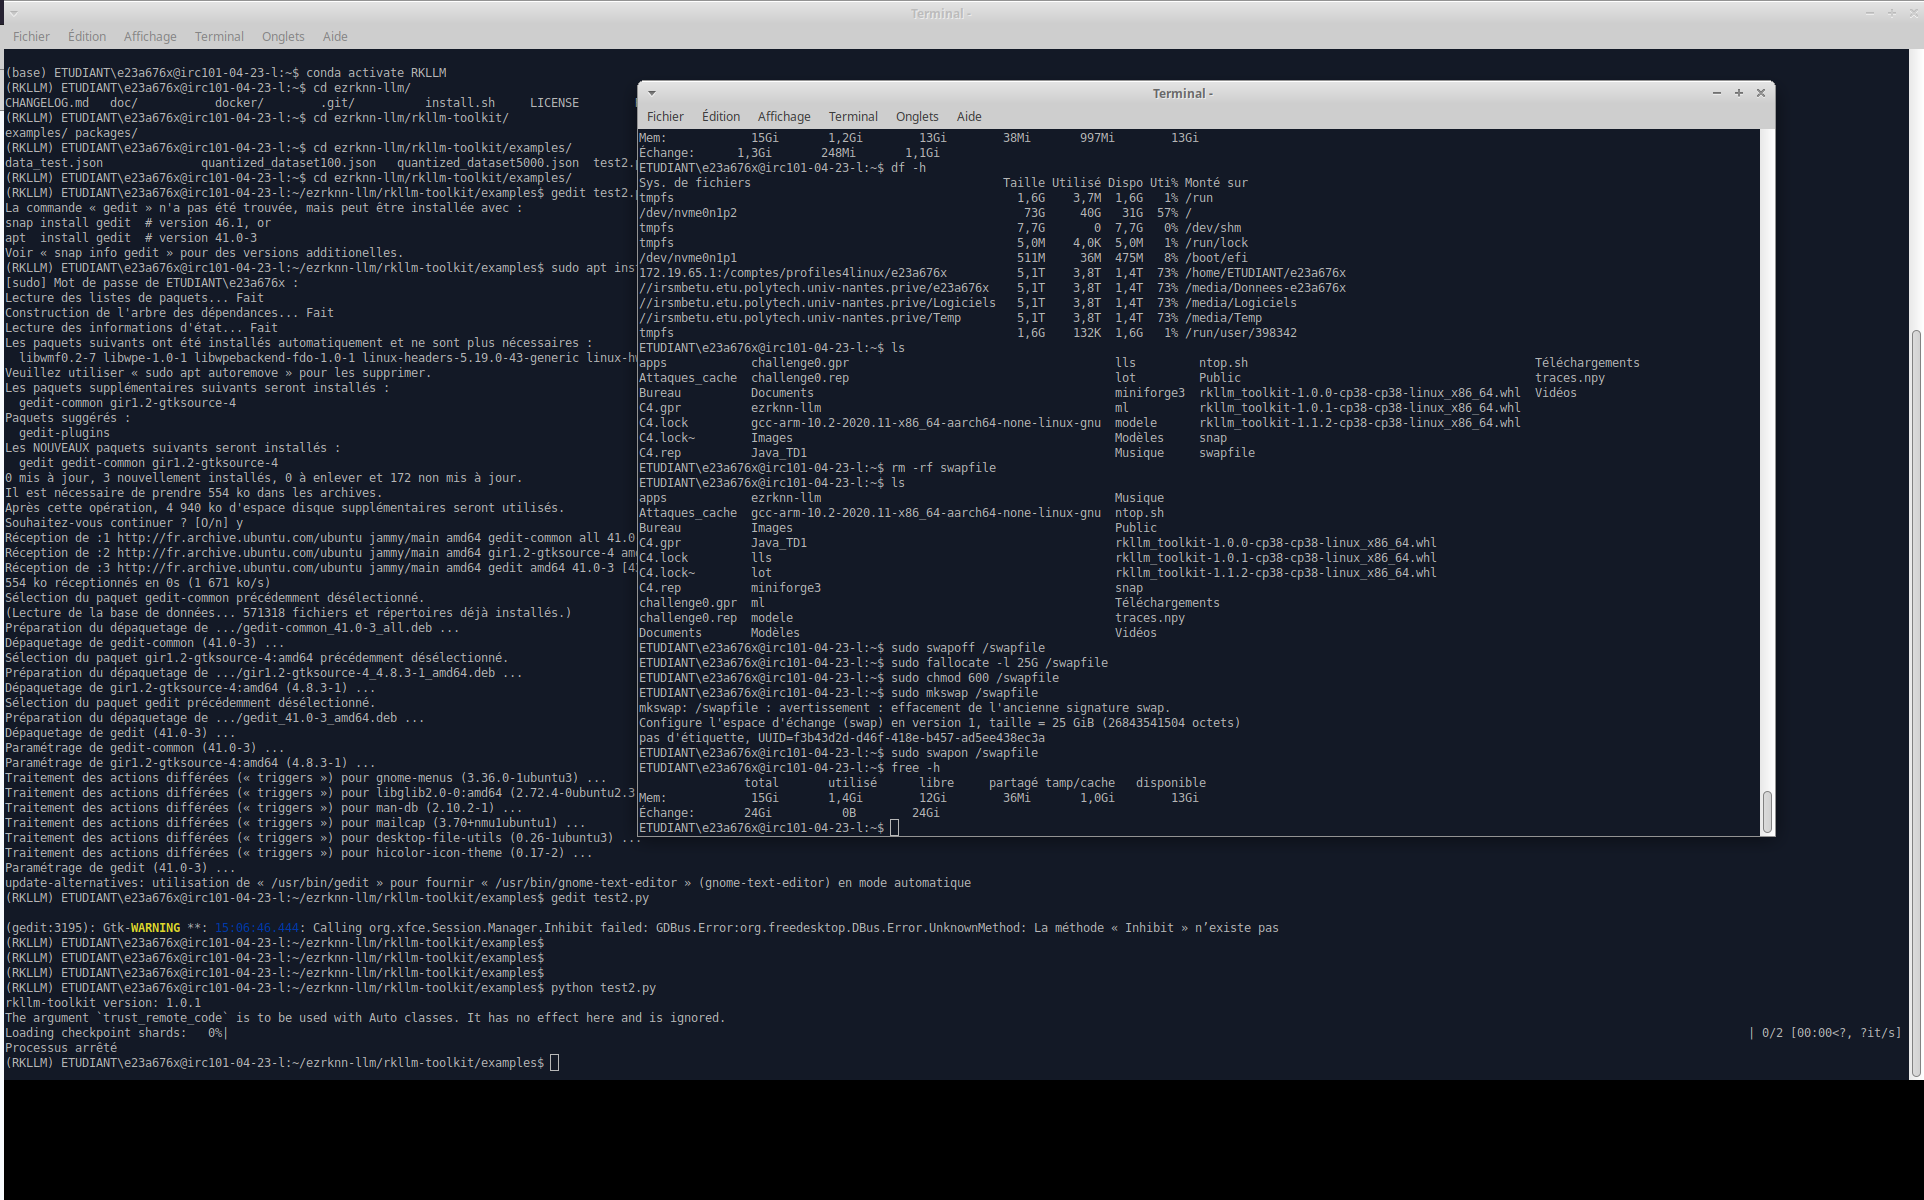 Terminal -
Fichier Édition Affichage Terminal Onglets Aide
(base) ETUDIANT\e23a676x@irc101-04-23-l:~$ conda activate RKLLM
(RKLLM) ETUDIANT\e23a676x@irc101-04-23-l:~$ cd ezrknn-llm/
CHANGELOG.md doc/ docker/ .git/ install.sh LICENSE
(RKLLM) ETUDIANT\e23a676x@irc101-04-23-l:~$ cd ezrknn-llm/rkllm-toolkit/
examples/ packages/
(RKLLM) ETUDIANT\e23a676x@irc101-04-23-l:~$ cd ezrknn-llm/rkllm-toolkit/examples/
data_test.json quantized_dataset100.json quantized_dataset5000.json test2.
(RKLLM) ETUDIANT\e23a676x@irc101-04-23-l:~$ cd ezrknn-llm/rkllm-toolkit/examples/
(RKLLM) ETUDIANT\e23a676x@irc101-04-23-l:~/ezrknn-llm/rkllm-toolkit/examples$ gedit test2.
La commande « gedit » n'a pas été trouvée, mais peut être installée avec :
snap install gedit # version 46.1, or
apt install gedit # version 41.0-3
Voir « snap info gedit » pour des versions additionelles.
(RKLLM) ETUDIANT\e23a676x@irc101-04-23-l:~/ezrknn-llm/rkllm-toolkit/examples$ sudo apt ins
[sudo] Mot de passe de ETUDIANT\e23a676x :
Lecture des listes de paquets... Fait
Construction de l'arbre des dépendances... Fait
Lecture des informations d'état... Fait
Les paquets suivants ont été installés automatiquement et ne sont plus nécessaires :
libwmf0.2-7 libwpe-1.0-1 libwpebackend-fdo-1.0-1 linux-headers-5.19.0-43-generic linux-h
Veuillez utiliser « sudo apt autoremove » pour les supprimer.
Les paquets supplémentaires suivants seront installés :
gedit-common gir1.2-gtksource-4
Paquets suggérés :
gedit-plugins
Les NOUVEAUX paquets suivants seront installés :
gedit gedit-common gir1.2-gtksource-4
0 mis à jour, 3 nouvellement installés, 0 à enlever et 172 non mis à jour.
Il est nécessaire de prendre 554 ko dans les archives.
Après cette opération, 4 940 ko d'espace disque supplémentaires seront utilisés.
Souhaitez-vous continuer ? [O/n] y
Réception de :1 http://fr.archive.ubuntu.com/ubuntu jammy/main amd64 gedit-common all 41.0
Réception de :2 http://fr.archive.ubuntu.com/ubuntu jammy/main amd64 gir1.2-gtksource-4 am
Réception de :3 http://fr.archive.ubuntu.com/ubuntu jammy/main amd64 gedit amd64 41.0-3 [4
554 ko réceptionnés en 0s (1 671 ko/s)
Sélection du paquet gedit-common précédemment désélectionné.
(Lecture de la base de données... 571318 fichiers et répertoires déjà installés.)
Préparation du dépaquetage de .../gedit-common_41.0-3_all.deb ...
Dépaquetage de gedit-common (41.0-3) ...
Sélection du paquet gir1.2-gtksource-4:amd64 précédemment désélectionné.
Préparation du dépaquetage de .../gir1.2-gtksource-4_4.8.3-1_amd64.deb ...
Dépaquetage de gir1.2-gtksource-4:amd64 (4.8.3-1) ...
Sélection du paquet gedit précédemment désélectionné.
Préparation du dépaquetage de .../gedit_41.0-3_amd64.deb ...
Dépaquetage de gedit (41.0-3) ...
Paramétrage de gedit-common (41.0-3) ...
Paramétrage de gir1.2-gtksource-4:amd64 (4.8.3-1) ...
Traitement des actions différées (« triggers ») pour gnome-menus (3.36.0-1ubuntu3) ...
Traitement des actions différées (« triggers ») pour libglib2.0-0:amd64 (2.72.4-0ubuntu2.3
Traitement des actions différées (« triggers ») pour man-db (2.10.2-1) ...
Traitement des actions différées (« triggers ») pour mailcap (3.70+nmu1ubuntu1) ...
Traitement des actions différées (« triggers ») pour desktop-file-utils (0.26-1ubuntu3) ...
Traitement des actions différées (« triggers ») pour hicolor-icon-theme (0.17-2) ...
Paramétrage de gedit (41.0-3) ...
update-alternatives: utilisation de « /usr/bin/gedit » pour fournir « /usr/bin/gnome-text-editor » (gnome-text-editor) en mode automatique
(RKLLM) ETUDIANT\e23a676x@irc101-04-23-l:~/ezrknn-llm/rkllm-toolkit/examples$ gedit test2.py
(gedit:3195): Gtk-WARNING **: 15:06:46.444: Calling org.xfce.Session.Manager.Inhibit failed: GDBus.Error:org.freedesktop.DBus.Error.UnknownMethod: La méthode « Inhibit » n’existe pas
(RKLLM) ETUDIANT\e23a676x@irc101-04-23-l:~/ezrknn-llm/rkllm-toolkit/examples$
(RKLLM) ETUDIANT\e23a676x@irc101-04-23-l:~/ezrknn-llm/rkllm-toolkit/examples$
(RKLLM) ETUDIANT\e23a676x@irc101-04-23-l:~/ezrknn-llm/rkllm-toolkit/examples$
(RKLLM) ETUDIANT\e23a676x@irc101-04-23-l:~/ezrknn-llm/rkllm-toolkit/examples$ python test2.py
rkllm-toolkit version: 1.0.1
The argument `trust_remote_code` is to be used with Auto classes. It has no effect here and is ignored.
Loading checkpoint shards: 0%| | 0/2 [00:00<?, ?it/s]
Processus arrêté
(RKLLM) ETUDIANT\e23a676x@irc101-04-23-l:~/ezrknn-llm/rkllm-toolkit/examples$
Terminal -
Fichier Édition Affichage Terminal Onglets Aide
Mem: 15Gi 1,2Gi 13Gi 38Mi 997Mi 13Gi
Échange: 1,3Gi 248Mi 1,1Gi
ETUDIANT\e23a676x@irc101-04-23-l:~$ df -h
Sys. de fichiers Taille Utilisé Dispo Uti% Monté sur
tmpfs 1,6G 3,7M 1,6G 1% /run
/dev/nvme0n1p2 73G 40G 31G 57% /
tmpfs 7,7G 0 7,7G 0% /dev/shm
tmpfs 5,0M 4,0K 5,0M 1% /run/lock
/dev/nvme0n1p1 511M 36M 475M 8% /boot/efi
172.19.65.1:/comptes/profiles4linux/e23a676x 5,1T 3,8T 1,4T 73% /home/ETUDIANT/e23a676x
//irsmbetu.etu.polytech.univ-nantes.prive/e23a676x 5,1T 3,8T 1,4T 73% /media/Donnees-e23a676x
//irsmbetu.etu.polytech.univ-nantes.prive/Logiciels 5,1T 3,8T 1,4T 73% /media/Logiciels
//irsmbetu.etu.polytech.univ-nantes.prive/Temp 5,1T 3,8T 1,4T 73% /media/Temp
tmpfs 1,6G 132K 1,6G 1% /run/user/398342
ETUDIANT\e23a676x@irc101-04-23-l:~$ ls
apps challenge0.gpr lls ntop.sh Téléchargements
Attaques_cache challenge0.rep lot Public traces.npy
Bureau Documents miniforge3 rkllm_toolkit-1.0.0-cp38-cp38-linux_x86_64.whl Vidéos
C4.gpr ezrknn-llm ml rkllm_toolkit-1.0.1-cp38-cp38-linux_x86_64.whl
C4.lock gcc-arm-10.2-2020.11-x86_64-aarch64-none-linux-gnu modele rkllm_toolkit-1.1.2-cp38-cp38-linux_x86_64.whl
C4.lock~ Images Modèles snap
C4.rep Java_TD1 Musique swapfile
ETUDIANT\e23a676x@irc101-04-23-l:~$ rm -rf swapfile
ETUDIANT\e23a676x@irc101-04-23-l:~$ ls
apps ezrknn-llm Musique
Attaques_cache gcc-arm-10.2-2020.11-x86_64-aarch64-none-linux-gnu ntop.sh
Bureau Images Public
C4.gpr Java_TD1 rkllm_toolkit-1.0.0-cp38-cp38-linux_x86_64.whl
C4.lock lls rkllm_toolkit-1.0.1-cp38-cp38-linux_x86_64.whl
C4.lock~ lot rkllm_toolkit-1.1.2-cp38-cp38-linux_x86_64.whl
C4.rep miniforge3 snap
challenge0.gpr ml Téléchargements
challenge0.rep modele traces.npy
Documents Modèles Vidéos
ETUDIANT\e23a676x@irc101-04-23-l:~$ sudo swapoff /swapfile
ETUDIANT\e23a676x@irc101-04-23-l:~$ sudo fallocate -l 25G /swapfile
ETUDIANT\e23a676x@irc101-04-23-l:~$ sudo chmod 600 /swapfile
ETUDIANT\e23a676x@irc101-04-23-l:~$ sudo mkswap /swapfile
mkswap: /swapfile : avertissement : effacement de l'ancienne signature swap.
Configure l'espace d'échange (swap) en version 1, taille = 25 GiB (26843541504 octets)
pas d'étiquette, UUID=f3b43d2d-d46f-418e-b457-ad5ee438ec3a
ETUDIANT\e23a676x@irc101-04-23-l:~$ sudo swapon /swapfile
ETUDIANT\e23a676x@irc101-04-23-l:~$ free -h
total utilisé libre partagé tamp/cache disponible
Mem: 15Gi 1,4Gi 12Gi 36Mi 1,0Gi 13Gi
Échange: 24Gi 0B 24Gi
ETUDIANT\e23a676x@irc101-04-23-l:~$